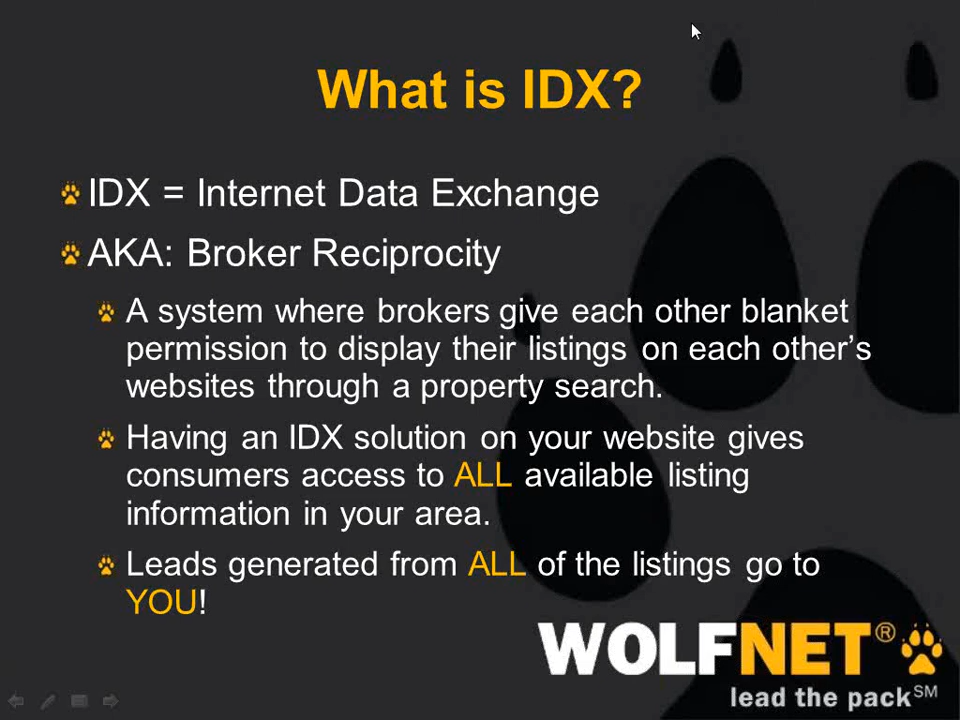 What is IDX?
IDX = Internet Data Exchange
AKA: Broker Reciprocity
A system where brokers give each other blanket
permission to display their listings on each other’s
websites through a property search.
Having an IDX solution on your website gives
consumers access to ALL available listing
information in your area.
Leads generated from ALL of the listings go to
YOU!
WOLFNET®
lead the pack℠